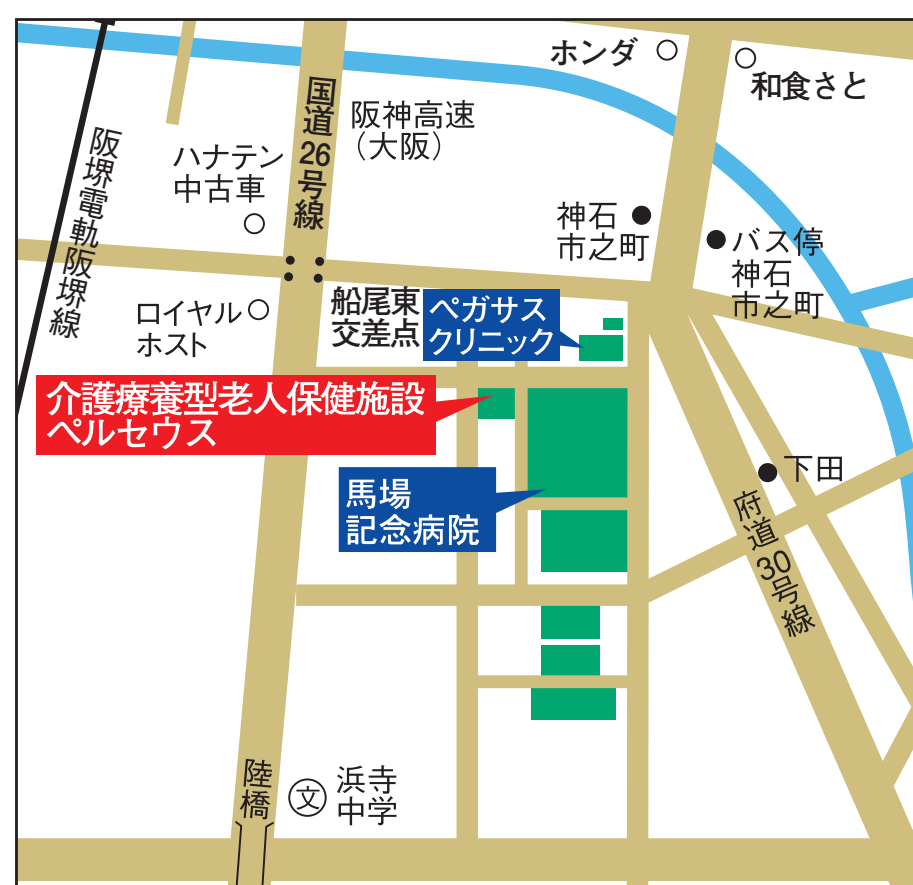 ホンダ
和食さと
国道26号線
阪神高速
（大阪）
阪堺電軌阪堺線
ハナテン
中古車
神石
市之町
バス停
神石
市之町
ロイヤル
ホスト
船尾東
交差点
ペガサス
クリニック
介護療養型老人保健施設
ペルセウス
馬場
記念病院
下田
府道30号線
陸橋
文
浜寺
中学